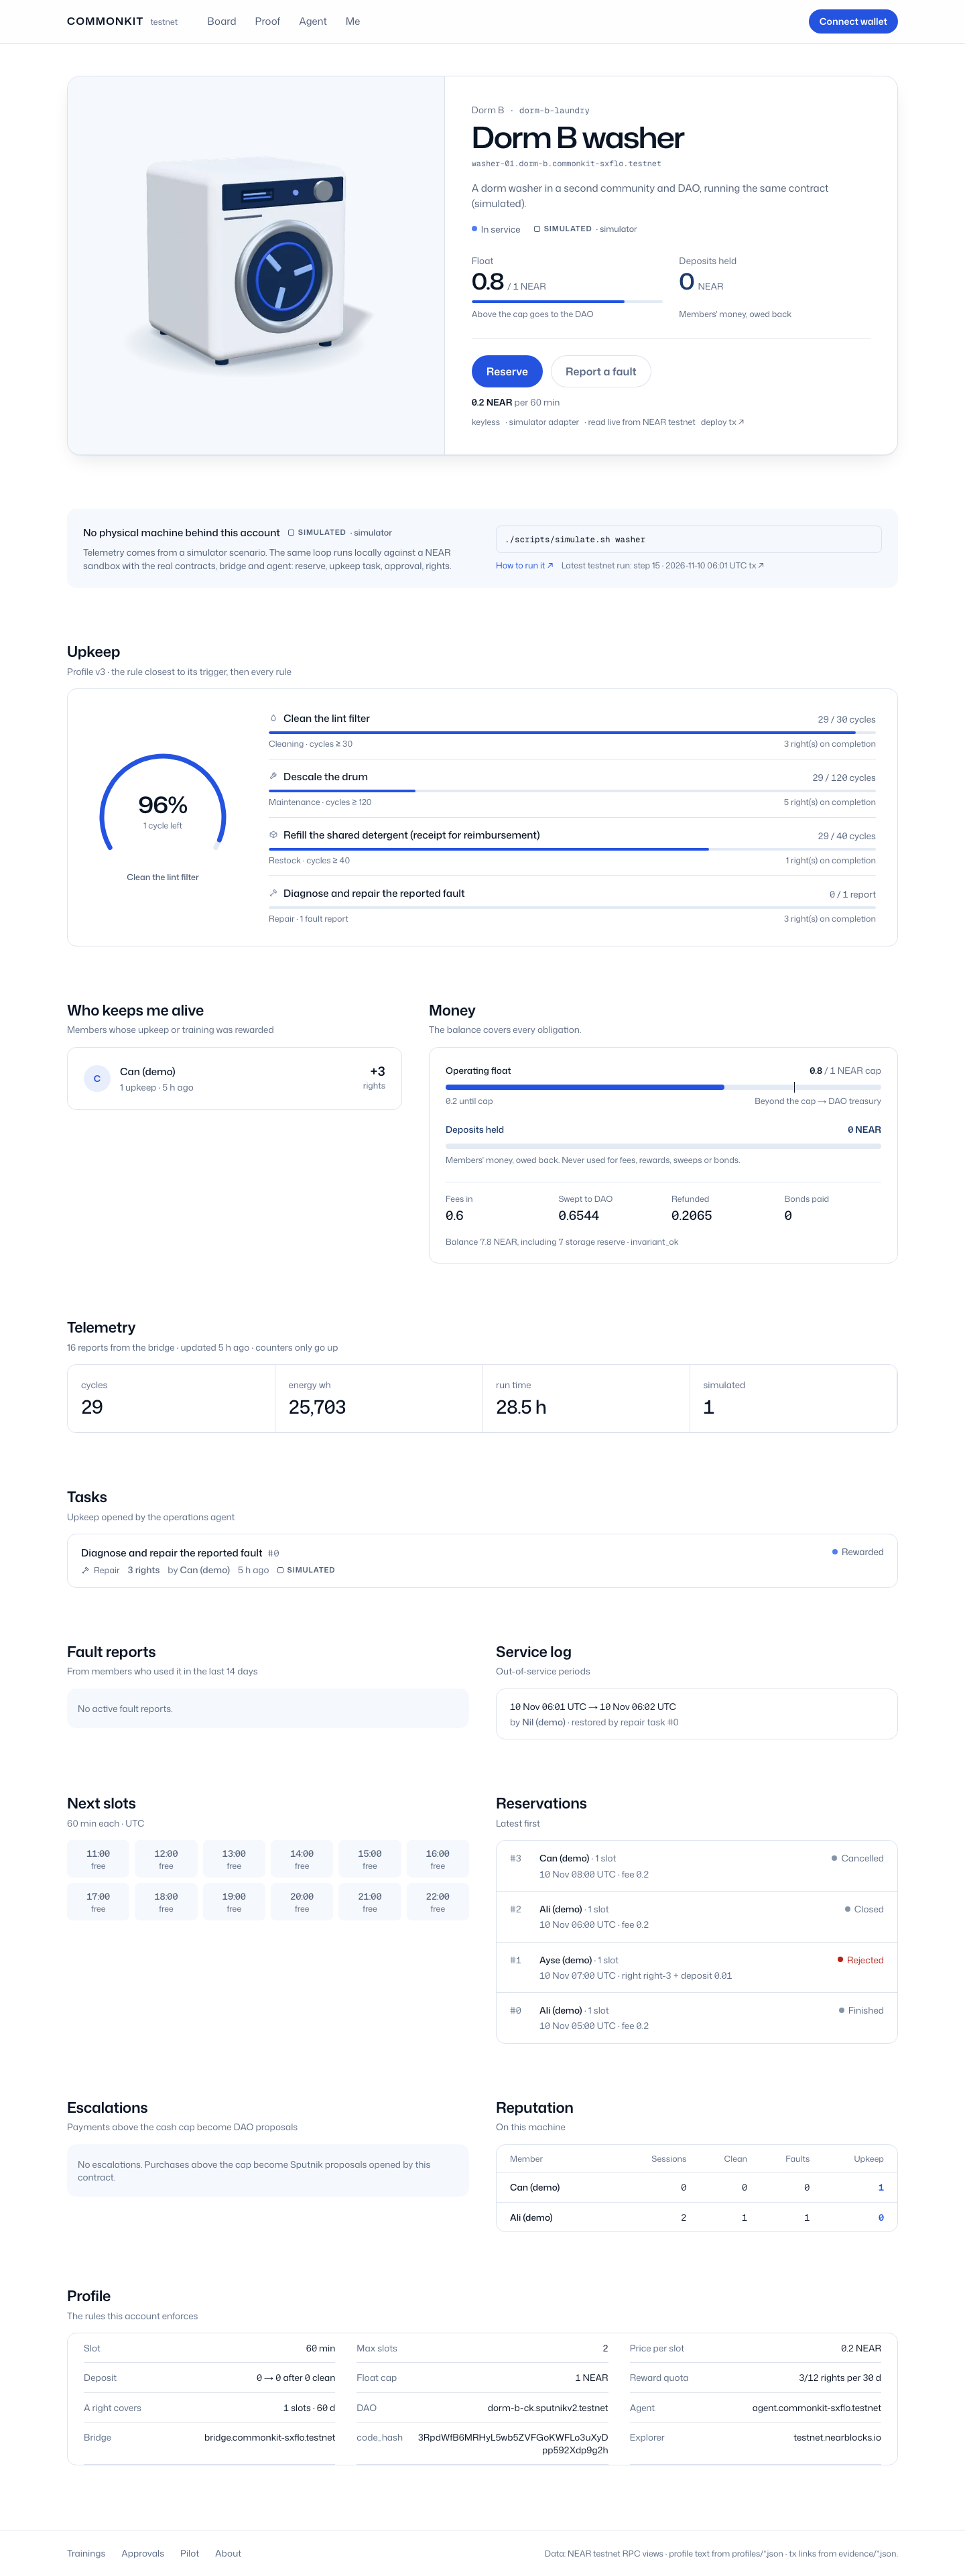 COMMONKIT testnet Board Proof Agent Me Connect wallet
Dorm B · dorm-b-laundry
Dorm B washer
washer-01.dorm-b.commonkit-sxflo.testnet
A dorm washer in a second community and DAO, running the same contract
(simulated).
In service SIMULATED · simulator
Float
0.8 / 1 NEAR
Above the cap goes to the DAO
Deposits held
0 NEAR
Members' money, owed back
Reserve Report a fault
0.2 NEAR per 60 min
keyless · simulator adapter · read live from NEAR testnet deploy tx ↗
No physical machine behind this account SIMULATED · simulator
Telemetry comes from a simulator scenario. The same loop runs locally against a NEAR
sandbox with the real contracts, bridge and agent: reserve, upkeep task, approval, rights.
./scripts/simulate.sh washer
How to run it ↗ Latest testnet run: step 15 · 2026-11-10 06:01 UTC tx ↗
Upkeep
Profile v3 · the rule closest to its trigger, then every rule
96%
1 cycle left
Clean the lint filter
Clean the lint filter 29 / 30 cycles
Cleaning · cycles ≥ 30 3 right(s) on completion
Descale the drum 29 / 120 cycles
Maintenance · cycles ≥ 120 5 right(s) on completion
Refill the shared detergent (receipt for reimbursement) 29 / 40 cycles
Restock · cycles ≥ 40 1 right(s) on completion
Diagnose and repair the reported fault 0 / 1 report
Repair · 1 fault report 3 right(s) on completion
Who keeps me alive
Members whose upkeep or training was rewarded
C Can (demo) +3
1 upkeep · 5 h ago rights
Money
The balance covers every obligation.
Operating float 0.8 / 1 NEAR cap
0.2 until cap Beyond the cap → DAO treasury
Deposits held 0 NEAR
Members' money, owed back. Never used for fees, rewards, sweeps or bonds.
Fees in Swept to DAO Refunded Bonds paid
0.6 0.6544 0.2065 0
Balance 7.8 NEAR, including 7 storage reserve · invariant_ok
Telemetry
16 reports from the bridge · updated 5 h ago · counters only go up
cycles energy wh run time simulated
29 25,703 28.5 h 1
Tasks
Upkeep opened by the operations agent
Diagnose and repair the reported fault #0 Rewarded
Repair 3 rights by Can (demo) 5 h ago SIMULATED
Fault reports
From members who used it in the last 14 days
No active fault reports.
Service log
Out-of-service periods
10 Nov 06:01 UTC → 10 Nov 06:02 UTC
by Nil (demo) · restored by repair task #0
Next slots
60 min each · UTC
11:00 12:00 13:00 14:00 15:00 16:00
free free free free free free
17:00 18:00 19:00 20:00 21:00 22:00
free free free free free free
Reservations
Latest first
#3 Can (demo) · 1 slot Cancelled
10 Nov 08:00 UTC · fee 0.2
#2 Ali (demo) · 1 slot Closed
10 Nov 06:00 UTC · fee 0.2
#1 Ayse (demo) · 1 slot Rejected
10 Nov 07:00 UTC · right right-3 + deposit 0.01
#0 Ali (demo) · 1 slot Finished
10 Nov 05:00 UTC · fee 0.2
Escalations
Payments above the cash cap become DAO proposals
No escalations. Purchases above the cap become Sputnik proposals opened by this
contract.
Reputation
On this machine
Member Sessions Clean Faults Upkeep
Can (demo) 0 0 0 1
Ali (demo) 2 1 1 0
Profile
The rules this account enforces
Slot 60 min Max slots 2 Price per slot 0.2 NEAR
Deposit 0 → 0 after 0 clean Float cap 1 NEAR Reward quota 3/12 rights per 30 d
A right covers 1 slots · 60 d DAO dorm-b-ck.sputnikv2.testnet Agent agent.commonkit-sxflo.testnet
Bridge bridge.commonkit-sxflo.testnet code_hash 3RpdWfB6MRHyL5wb5ZVFGoKWFLo3uXyD Explorer testnet.nearblocks.io
pp592Xdp9g2h
Trainings Approvals Pilot About Data: NEAR testnet RPC views · profile text from profiles/*.json · tx links from evidence/*.json.